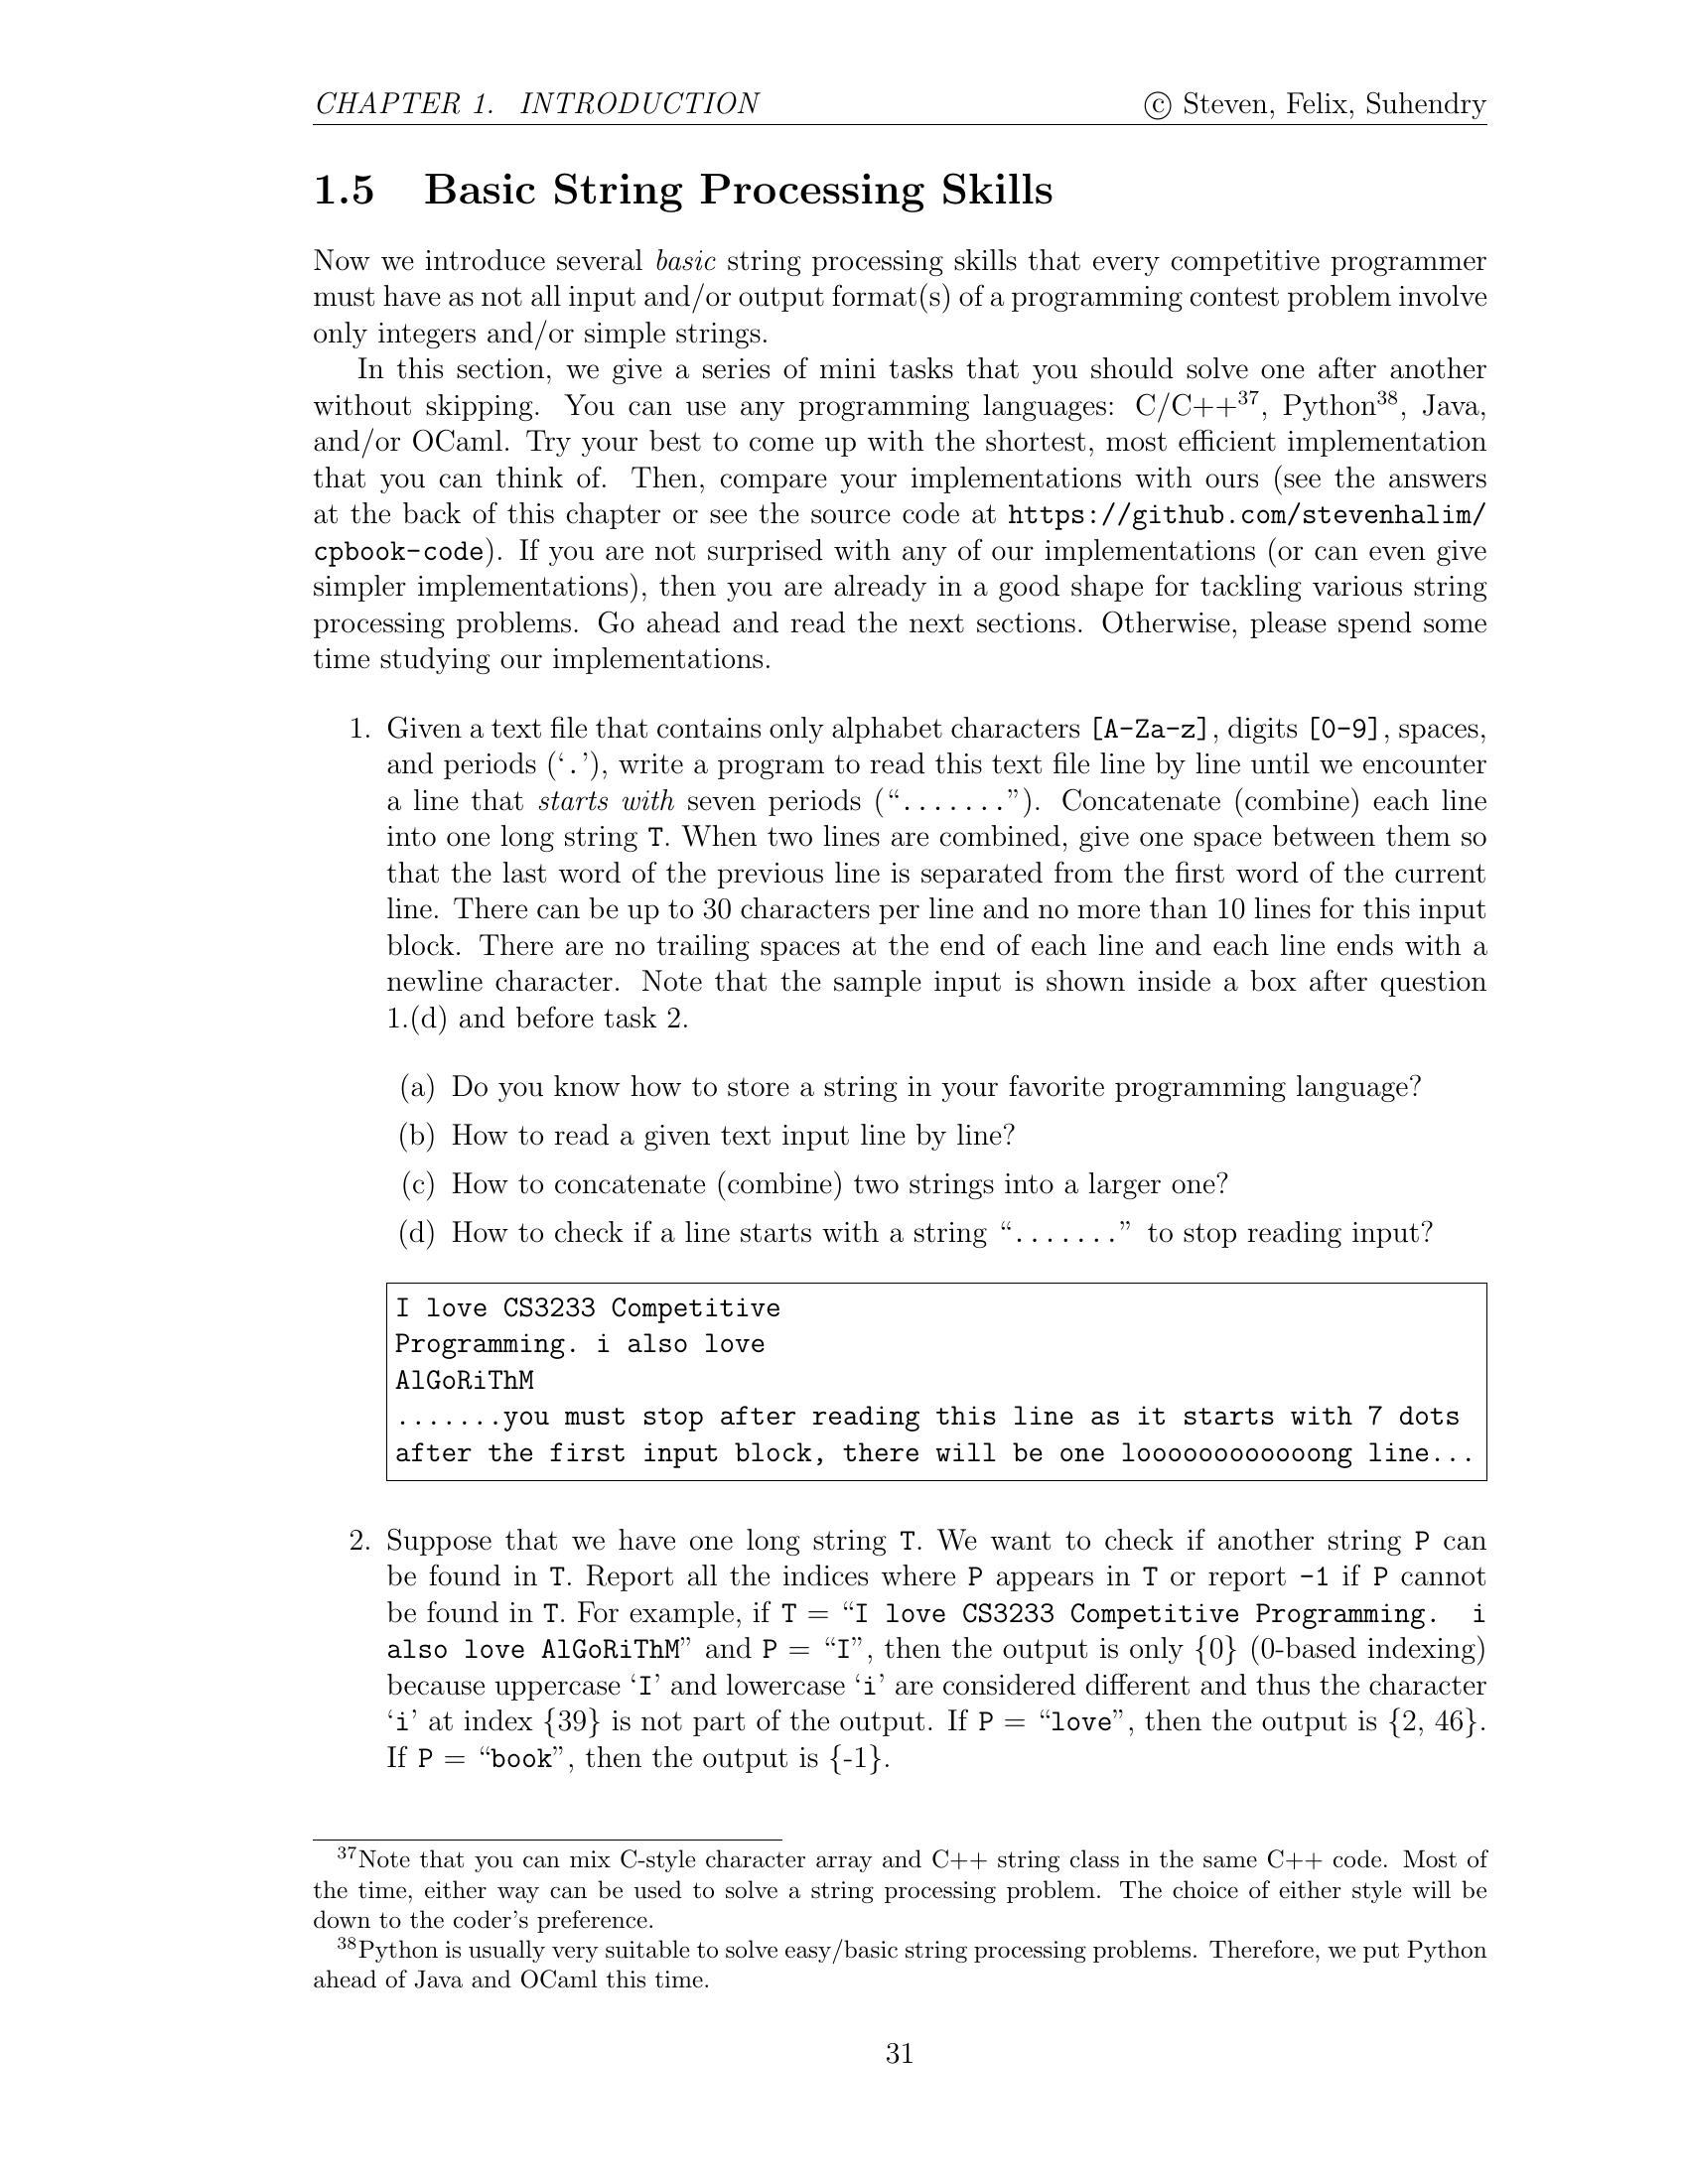 CHAPTER 1. INTRODUCTION © Steven, Felix, Suhendry
1.5 Basic String Processing Skills
Now we introduce several basic string processing skills that every competitive programmer
must have as not all input and/or output format(s) of a programming contest problem involve
only integers and/or simple strings.
In this section, we give a series of mini tasks that you should solve one after another
without skipping. You can use any programming languages: C/C++37, Python38, Java,
and/or OCaml. Try your best to come up with the shortest, most efficient implementation
that you can think of. Then, compare your implementations with ours (see the answers
at the back of this chapter or see the source code at https://github.com/stevenhalim/
cpbook-code). If you are not surprised with any of our implementations (or can even give
simpler implementations), then you are already in a good shape for tackling various string
processing problems. Go ahead and read the next sections. Otherwise, please spend some
time studying our implementations.
1. Given a text file that contains only alphabet characters [A-Za-z], digits [0-9], spaces,
and periods (‘.’), write a program to read this text file line by line until we encounter
a line that starts with seven periods (“.......”). Concatenate (combine) each line
into one long string T. When two lines are combined, give one space between them so
that the last word of the previous line is separated from the first word of the current
line. There can be up to 30 characters per line and no more than 10 lines for this input
block. There are no trailing spaces at the end of each line and each line ends with a
newline character. Note that the sample input is shown inside a box after question
1.(d) and before task 2.
(a) Do you know how to store a string in your favorite programming language?
(b) How to read a given text input line by line?
(c) How to concatenate (combine) two strings into a larger one?
(d) How to check if a line starts with a string “.......” to stop reading input?
I love CS3233 Competitive
Programming. i also love
AlGoRiThM
.......you must stop after reading this line as it starts with 7 dots
after the first input block, there will be one looooooooooooong line...
2. Suppose that we have one long string T. We want to check if another string P can
be found in T. Report all the indices where P appears in T or report -1 if P cannot
be found in T. For example, if T = “I love CS3233 Competitive Programming. i
also love AlGoRiThM” and P = “I”, then the output is only {0} (0-based indexing)
because uppercase ‘I’ and lowercase ‘i’ are considered different and thus the character
‘i’ at index {39} is not part of the output. If P = “love”, then the output is {2, 46}.
If P = “book”, then the output is {-1}.
37Note that you can mix C-style character array and C++ string class in the same C++ code. Most of
the time, either way can be used to solve a string processing problem. The choice of either style will be
down to the coder’s preference.
38Python is usually very suitable to solve easy/basic string processing problems. Therefore, we put Python
ahead of Java and OCaml this time.
31